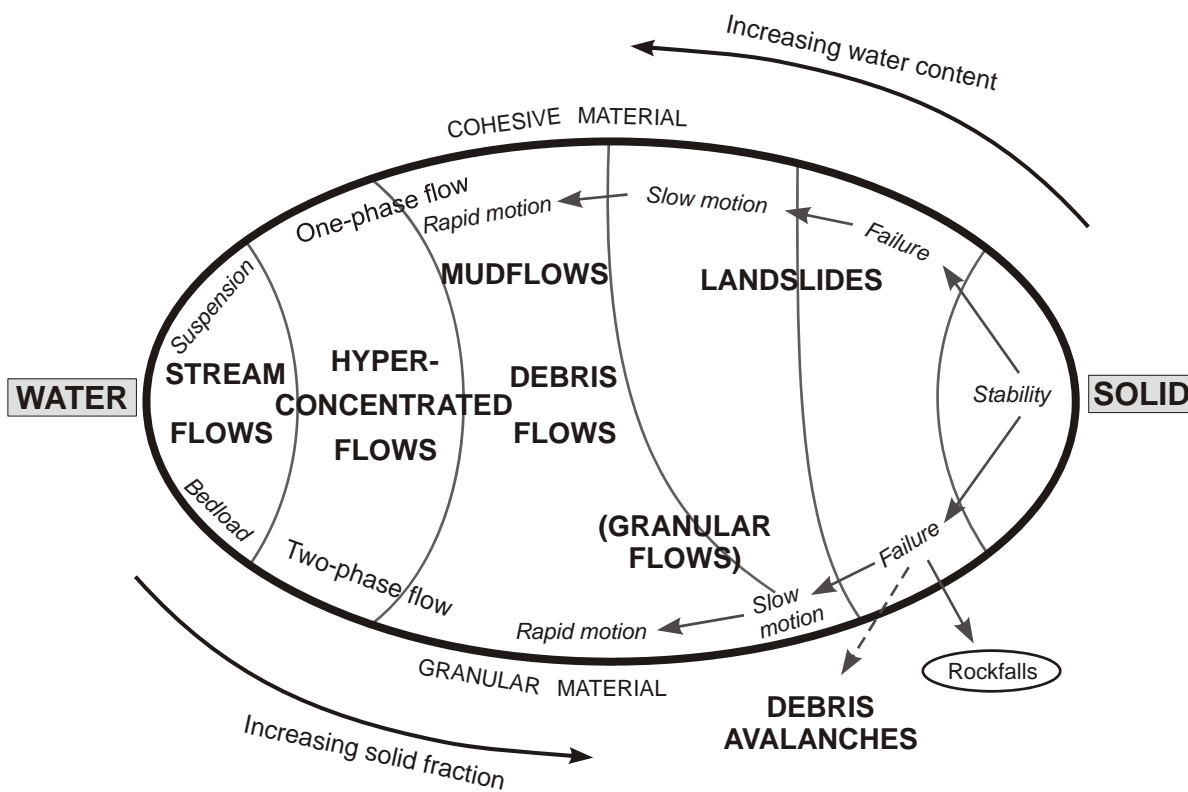 Increasing water content
COHESIVE MATERIAL
One-phase flow
Rapid motion
Slow motion
Failure
Suspension
MUDFLOWS
LANDSLIDES
STREAM
FLOWS
HYPER-
CONCENTRATED
FLOWS
DEBRIS
FLOWS
WATER
Stability
SOLID
Bedload
Two-phase flow
(GRANULAR
FLOWS)
Failure
Slow
motion
Rapid motion
Rockfalls
GRANULAR MATERIAL
DEBRIS
AVALANCHES
Increasing solid fraction